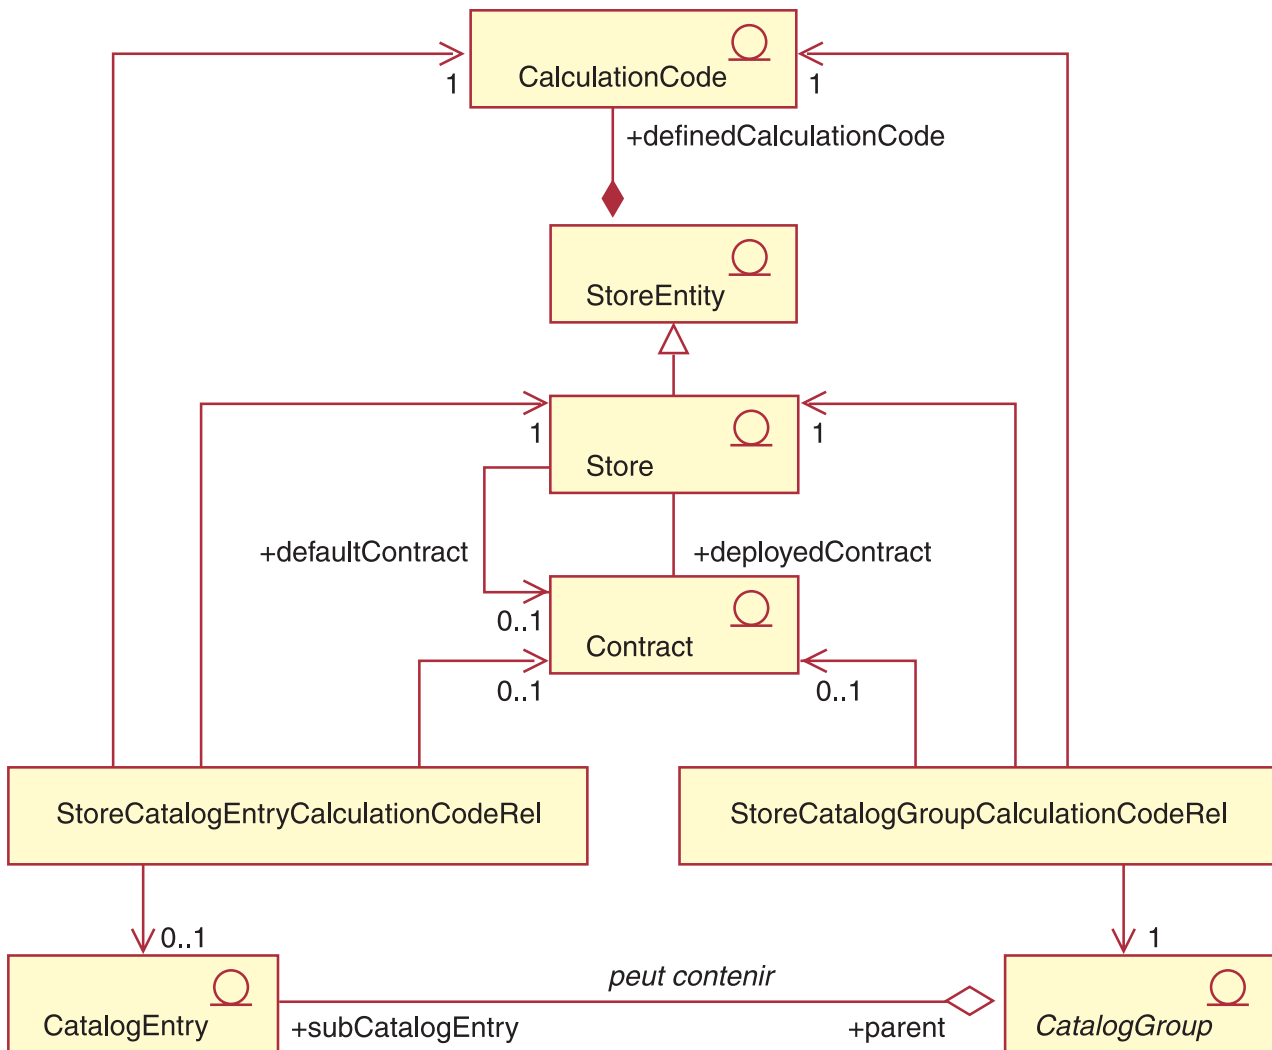 CalculationCode
1
1
+definedCalculationCode
StoreEntity
1
1
Store
+defaultContract
+deployedContract
0..1
Contract
0..1
0..1
StoreCatalogEntryCalculationCodeRel
StoreCatalogGroupCalculationCodeRel
0..1
1
peut contenir
CatalogEntry
+subCatalogEntry
+parent
CatalogGroup